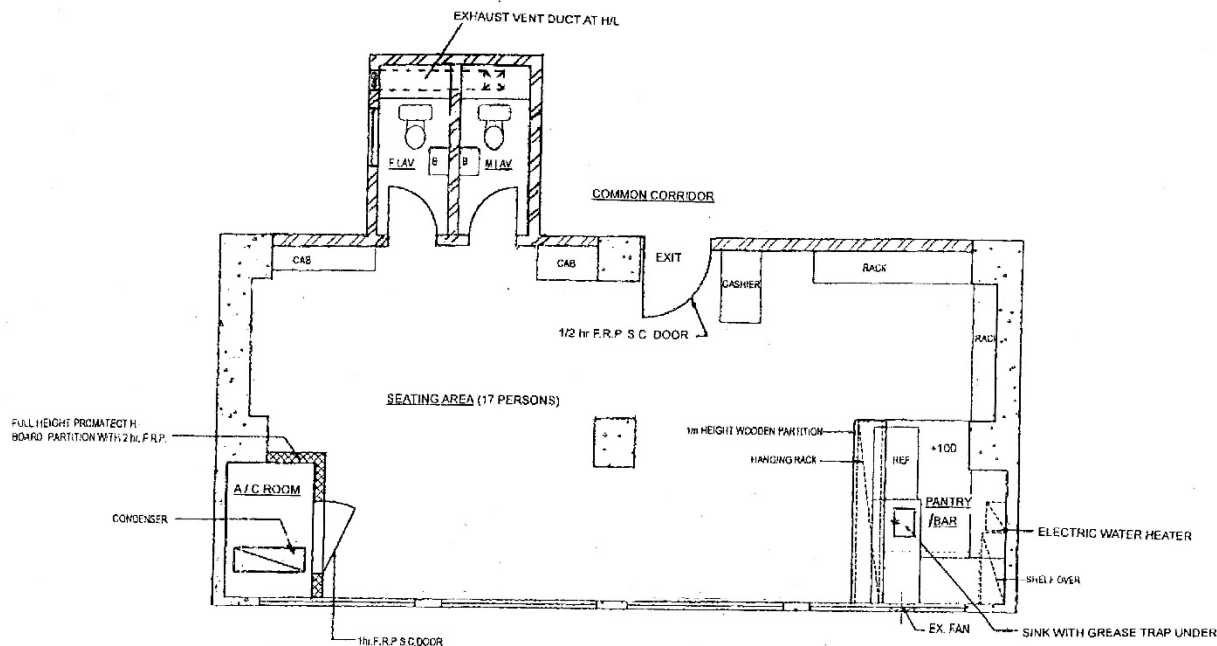 EXHAUST VENT DUCT AT H/L
F.LAV
B
B
M.LAV
COMMON CORRIDOR
CAB
CAB
EXIT
CASHIER
RACK
RACK
1/2 hr F.R.P S.C DOOR
SEATING AREA (17 PERSONS)
FULL HEIGHT PROMATECT H
BOARD PARTITION WITH 2 hr. F.R.P.
1m HEIGHT WOODEN PARTITION
HANGING RACK
REF
+100
A / C ROOM
PANTRY
/BAR
CONDENSER
ELECTRIC WATER HEATER
SHELF OVER
EX. FAN
SINK WITH GREASE TRAP UNDER
1hr.F.R.P S.C.DOOR